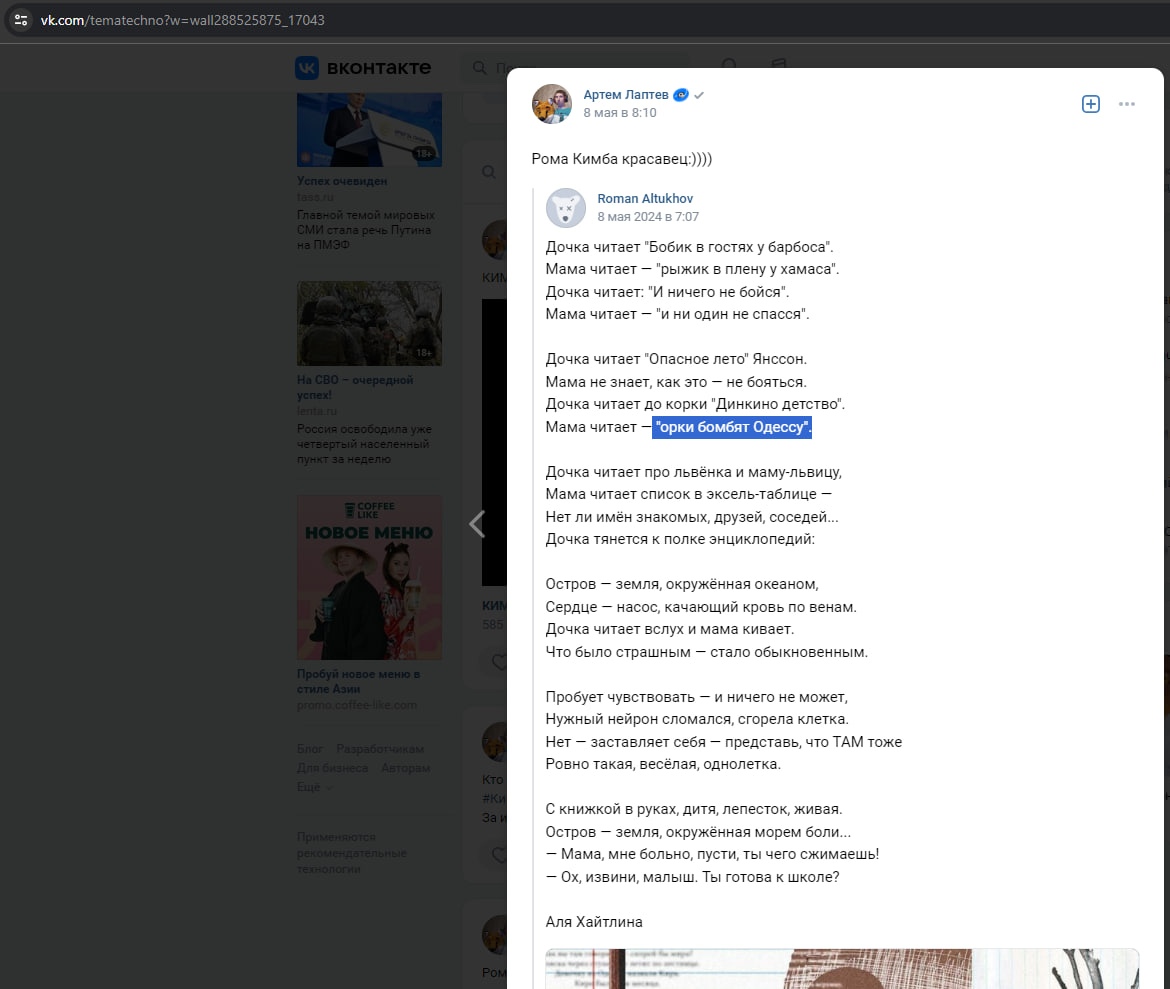 vk.com/tematechno?w=wall288525875_17043
вконтакте
18+
Успех очевиден
tass.ru
Главной темой мировых
СМИ стала речь Путина
на ПМЭФ
18+
На СВО – очередной
успех!
lenta.ru
Россия освободила уже
четвертый населенный
пункт за неделю
COFFEE
LIKE
НОВОЕ МЕНЮ
Пробуй новое меню в
стиле Азии
promo.coffee-like.com
Блог Разработчикам
Для бизнеса Авторам
Ещё
Применяются
рекомендательные
технологии
КИМ
КИМ
585
Кто
#Ки
За и
Ром
Артем Лаптев
8 мая в 8:10
Рома Кимба красавец:))))
Roman Altukhov
8 мая 2024 в 7:07
Дочка читает "Бобик в гостях у барбоса".
Мама читает — "рыжик в плену у хамаса".
Дочка читает: "И ничего не бойся".
Мама читает — "и ни один не спасся".
Дочка читает "Опасное лето" Янссон.
Мама не знает, как это — не бояться.
Дочка читает до корки "Динкино детство".
Мама читает — "орки бомбят Одессу".
Дочка читает про львёнка и маму-львицу,
Мама читает список в эксель-таблице —
Нет ли имён знакомых, друзей, соседей...
Дочка тянется к полке энциклопедий:
Остров — земля, окружённая океаном,
Сердце — насос, качающий кровь по венам.
Дочка читает вслух и мама кивает.
Что было страшным — стало обыкновенным.
Пробует чувствовать — и ничего не может,
Нужный нейрон сломался, сгорела клетка.
Нет — заставляет себя — представь, что ТАМ тоже
Ровно такая, весёлая, однолетка.
С книжкой в руках, дитя, лепесток, живая.
Остров — земля, окружённая морем боли...
— Мама, мне больно, пусти, ты чего сжимаешь!
— Ох, извини, малыш. Ты готова к школе?
Аля Хайтлина